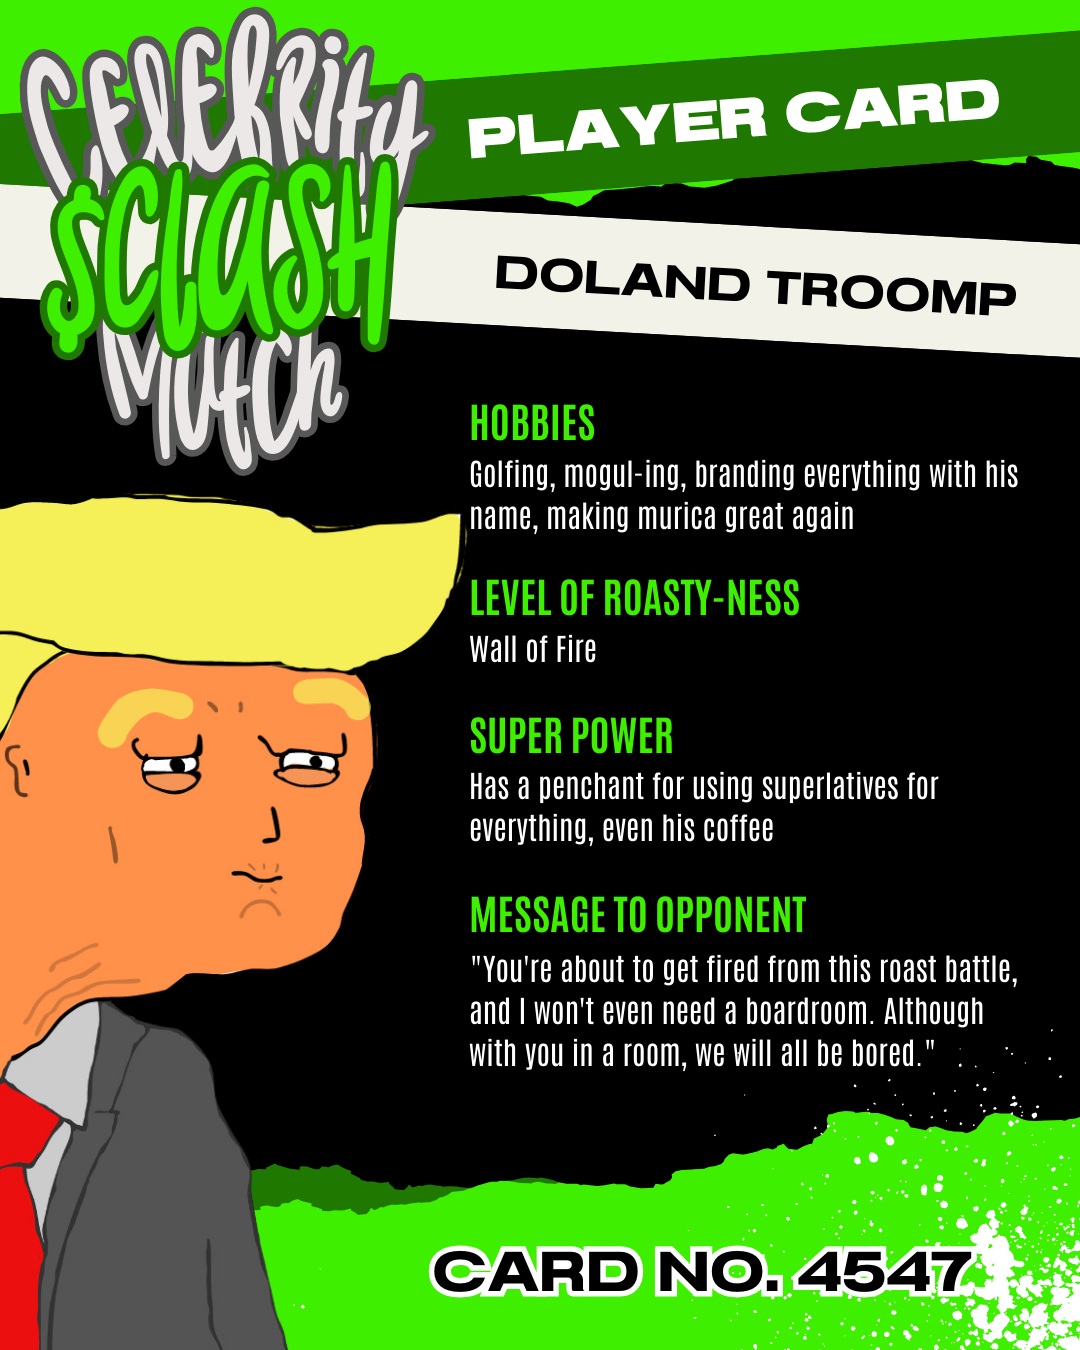 Celebrity
$CLASH
Match
PLAYER CARD
DOLAND TROOMP
HOBBIES
Golfing, mogul-ing, branding everything with his
name, making murica great again
LEVEL OF ROASTY-NESS
Wall of Fire
SUPER POWER
Has a penchant for using superlatives for
everything, even his coffee
MESSAGE TO OPPONENT
"You're about to get fired from this roast battle,
and I won't even need a boardroom. Although
with you in a room, we will all be bored."
CARD NO. 4547